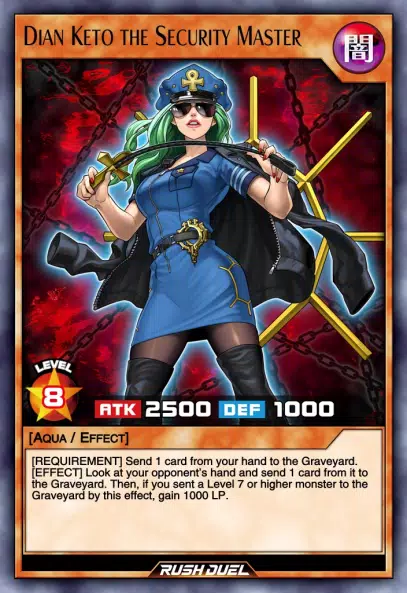 Dian Keto the Security Master
闇
LEVEL
8
ATK 2500 DEF 1000
[Aqua / Effect]
[REQUIREMENT] Send 1 card from your hand to the Graveyard.
[EFFECT] Look at your opponent's hand and send 1 card from it to
the Graveyard. Then, if you sent a Level 7 or higher monster to the
Graveyard by this effect, gain 1000 LP.
RUSH DUEL